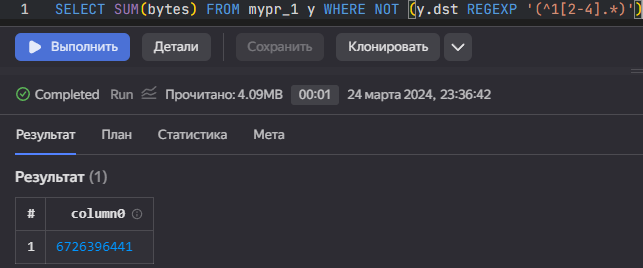 1 SELECT SUM(bytes) FROM mypr_1 y WHERE NOT (y.dst REGEXP '(^1[2-4].*)')
Выполнить Детали Сохранить Клонировать
Completed Run Прочитано: 4.09MB 00:01 24 марта 2024, 23:36:42
Результат План Статистика Мета
Результат (1)
# column0
1 6726396441